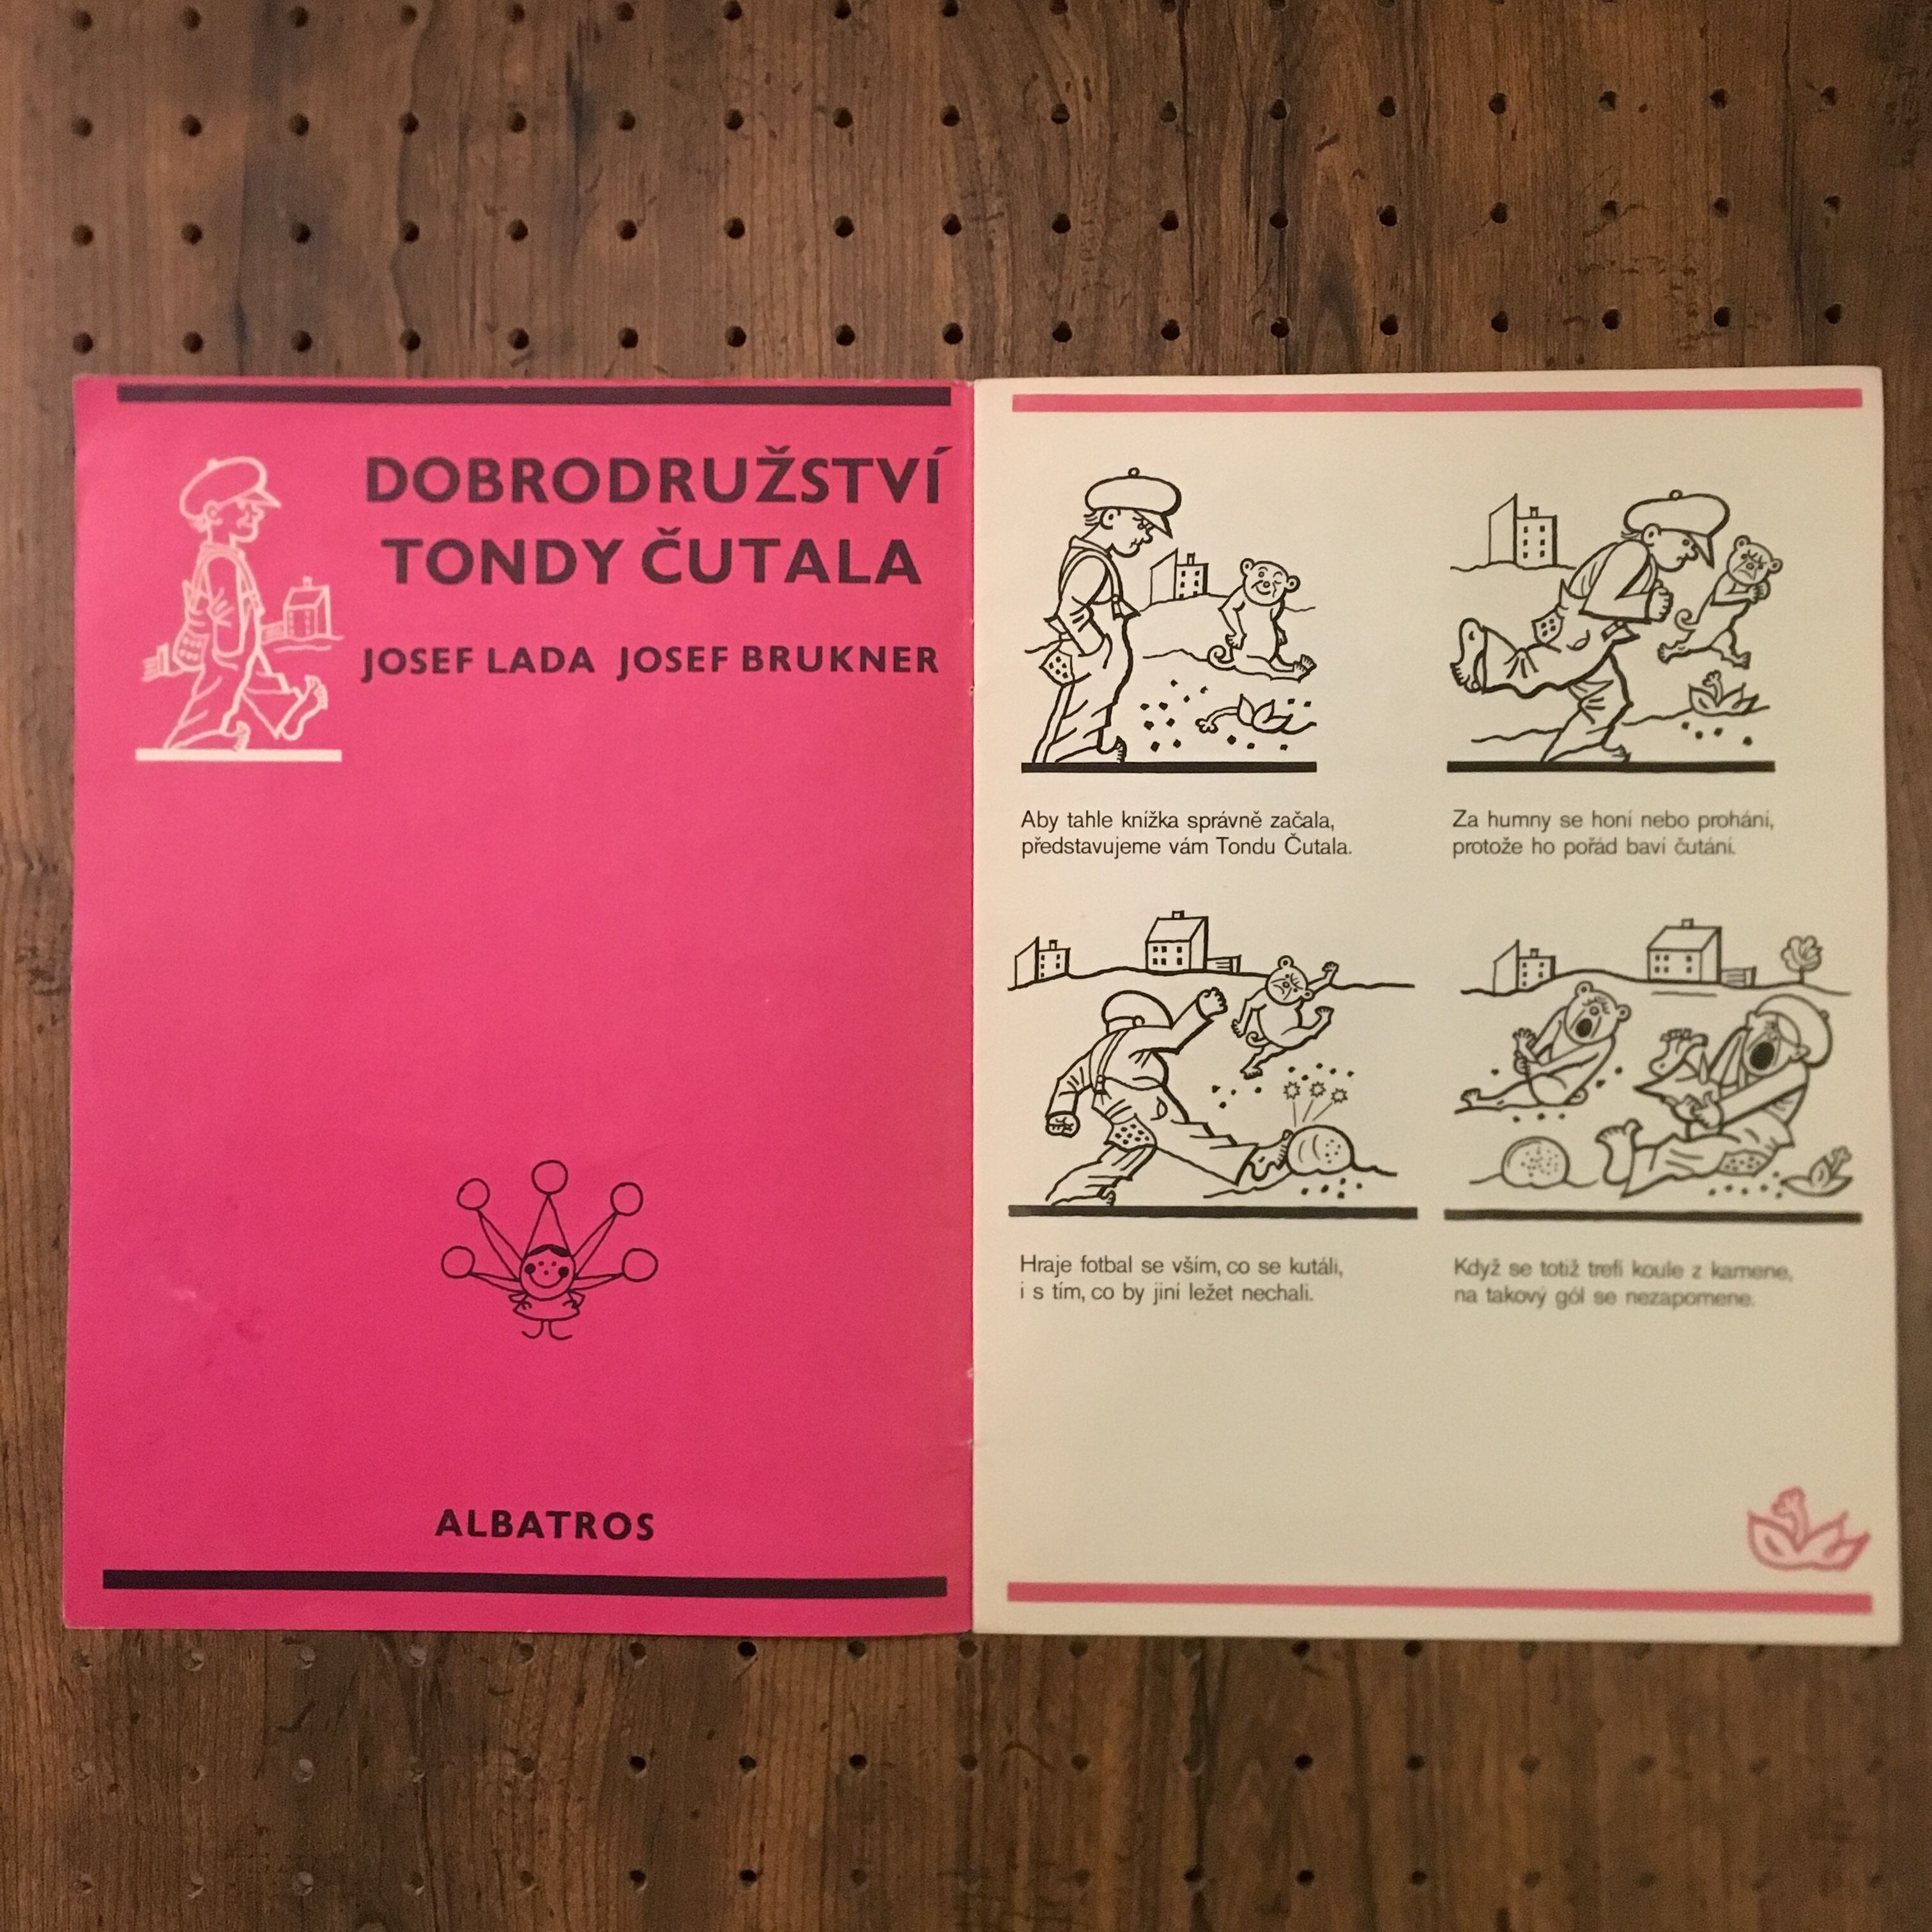 DOBRODRUŽSTVÍ
TONDY ČUTALA
JOSEF LADA JOSEF BRUKNER
ALBATROS
Aby tahle knížka správně začala,
představujeme vám Tondu Čutala.
Za humny se honí nebo prohání,
protože ho pořád baví čutání.
Hraje fotbal se vším, co se kutálí,
i s tím, co by jiní ležet nechali.
Když se totiž trefí koule z kamene,
na takový gól se nezapomene.